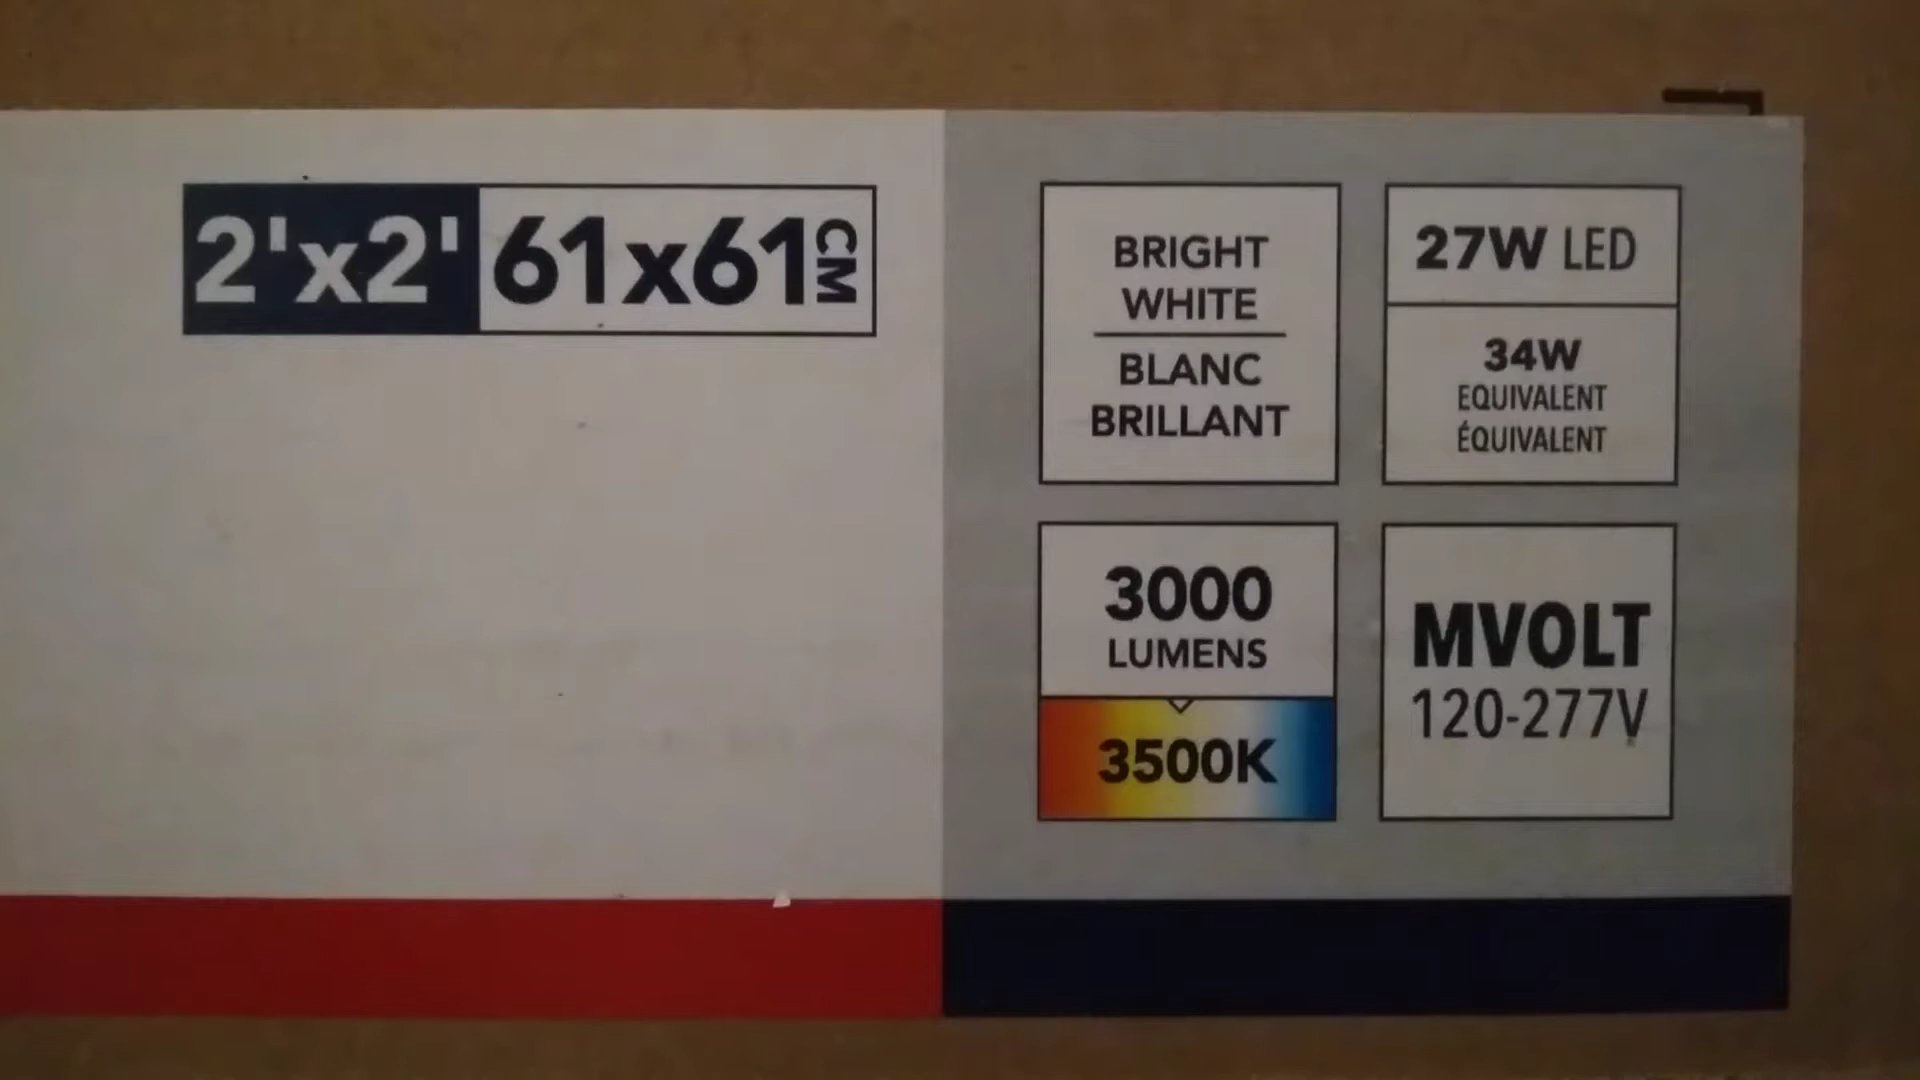 2'x2' 61x61 CM
BRIGHT
WHITE
BLANC
BRILLANT
27W LED
34W
EQUIVALENT
ÉQUIVALENT
3000
LUMENS
3500K
MVOLT
120-277V